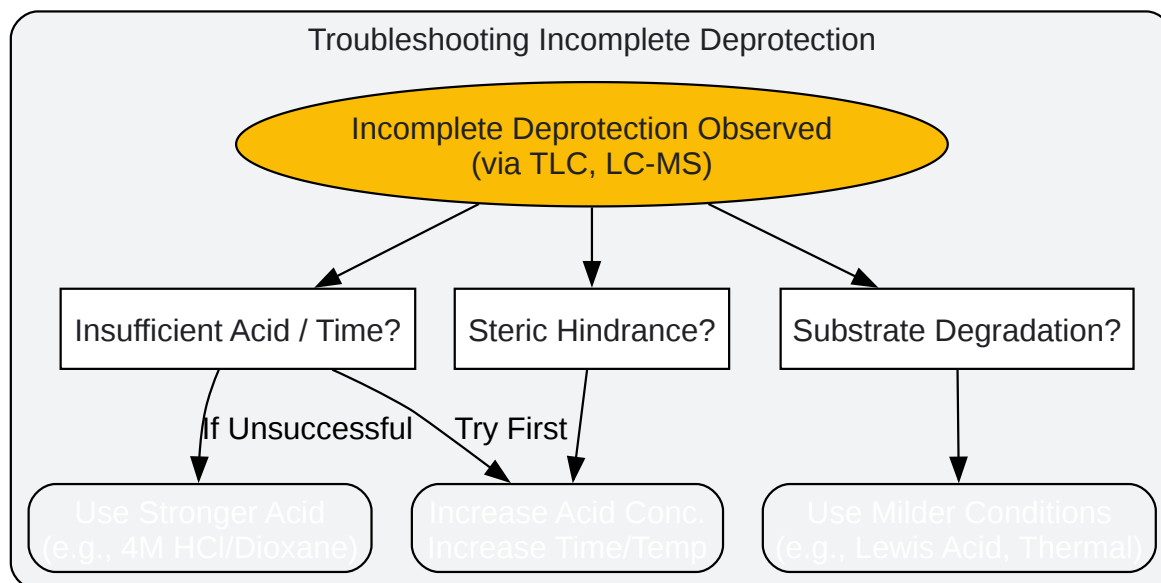 Troubleshooting Incomplete Deprotection
Incomplete Deprotection Observed
(via TLC, LC-MS)
Insufficient Acid / Time?
Steric Hindrance?
Substrate Degradation?
If Unsuccessful
Try First
Use Stronger Acid
(e.g., 4M HCl/Dioxane)
Increase Acid Conc.
Increase Time/Temp
Use Milder Conditions
(e.g., Lewis Acid, Thermal)